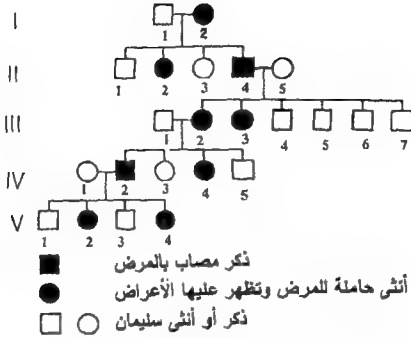 I
1 2
II
1 2 3 4 5
III
1 2 3 4 5 6 7
IV
1 2 3 4 5
V
1 2 3 4
ذكر مصاب بالمرض
أنثى حاملة للمرض وتظهر عليها الأعراض
ذكر أو أنثى سليمان